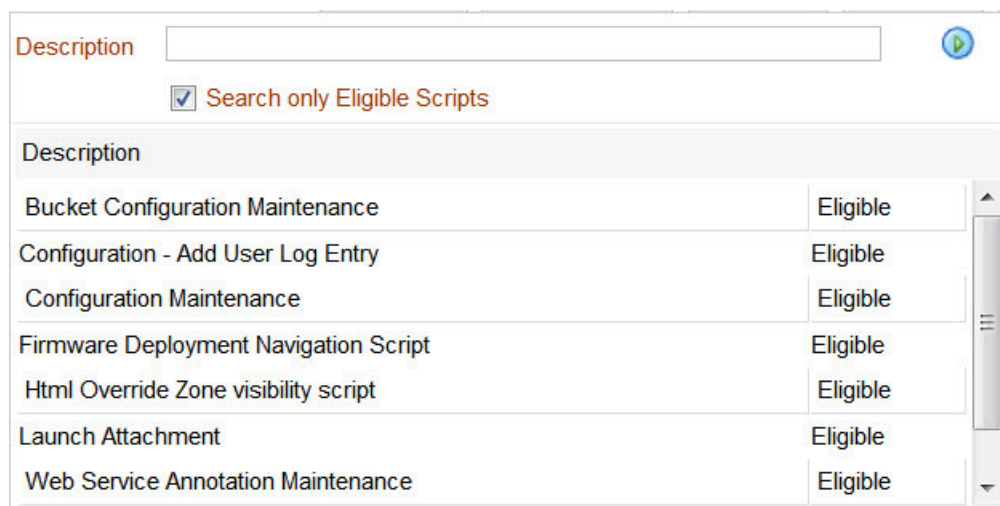 Description
Search only Eligible Scripts
Description
Bucket Configuration Maintenance Eligible
Configuration - Add User Log Entry Eligible
Configuration Maintenance Eligible
Firmware Deployment Navigation Script Eligible
Html Override Zone visibility script Eligible
Launch Attachment Eligible
Web Service Annotation Maintenance Eligible